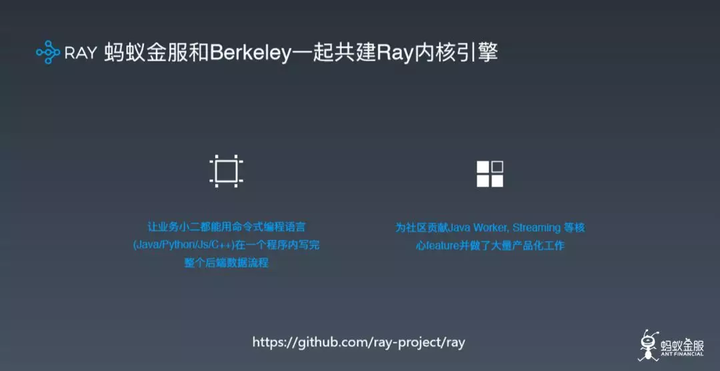 RAY 蚂蚁金服和Berkeley一起共建Ray内核引擎
让业务小二都能用命令式编程语言
(Java/Python/Js/C++)在一个程序内写完
整个后端数据流程
为社区贡献Java Worker, Streaming 等核
心feature并做了大量产品化工作
https://github.com/ray-project/ray
蚂蚁金服
ANT FINANCIAL